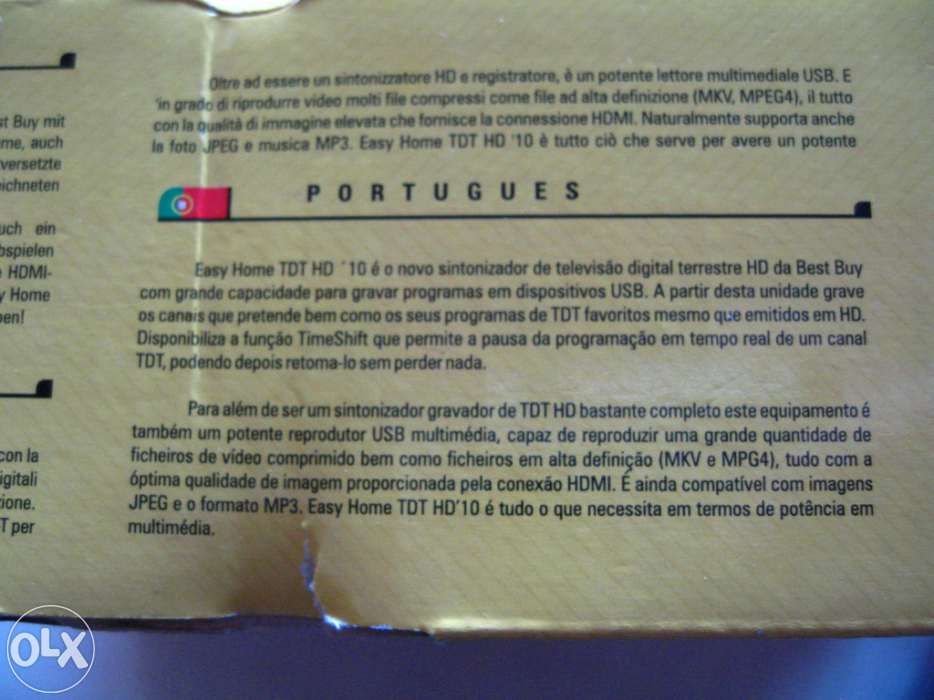 Oltre ad essere un sintonizzatore HD e registratore, è un potente lettore multimediale USB. E
'in grado di riprodurre video molti file compressi come file ad alta definizione (MKV, MPEG4), il tutto
con la qualità di immagine elevata che fornisce la connessione HDMI. Naturalmente supporta anche
la foto JPEG e musica MP3. Easy Home TDT HD '10 è tutto ciò che serve per avere un potente
PORTUGUES
Easy Home TDT HD ´10 é o novo sintonizador de televisão digital terrestre HD da Best Buy
com grande capacidade para gravar programas em dispositivos USB. A partir desta unidade grave
os canais que pretende bem como os seus programas de TDT favoritos mesmo que emitidos em HD.
Disponibiliza a função TimeShift que permite a pausa da programação em tempo real de um canal
TDT, podendo depois retoma-lo sem perder nada.
Para além de ser um sintonizador gravador de TDT HD bastante completo este equipamento é
também um potente reprodutor USB multimédia, capaz de reproduzir uma grande quantidade de
ficheiros de vídeo comprimido bem como ficheiros em alta definição (MKV e MPG4), tudo com a
óptima qualidade de imagem proporcionada pela conexão HDMI. É ainda compatível com imagens
JPEG e o formato MP3. Easy Home TDT HD'10 é tudo o que necessita em termos de potência em
multimédia.
st Buy mit
me, auch
versetzte
eichneten
uch ein
bspielen
HDMI-
y Home
ben!
con la
igitali
zione.
T per
OLX